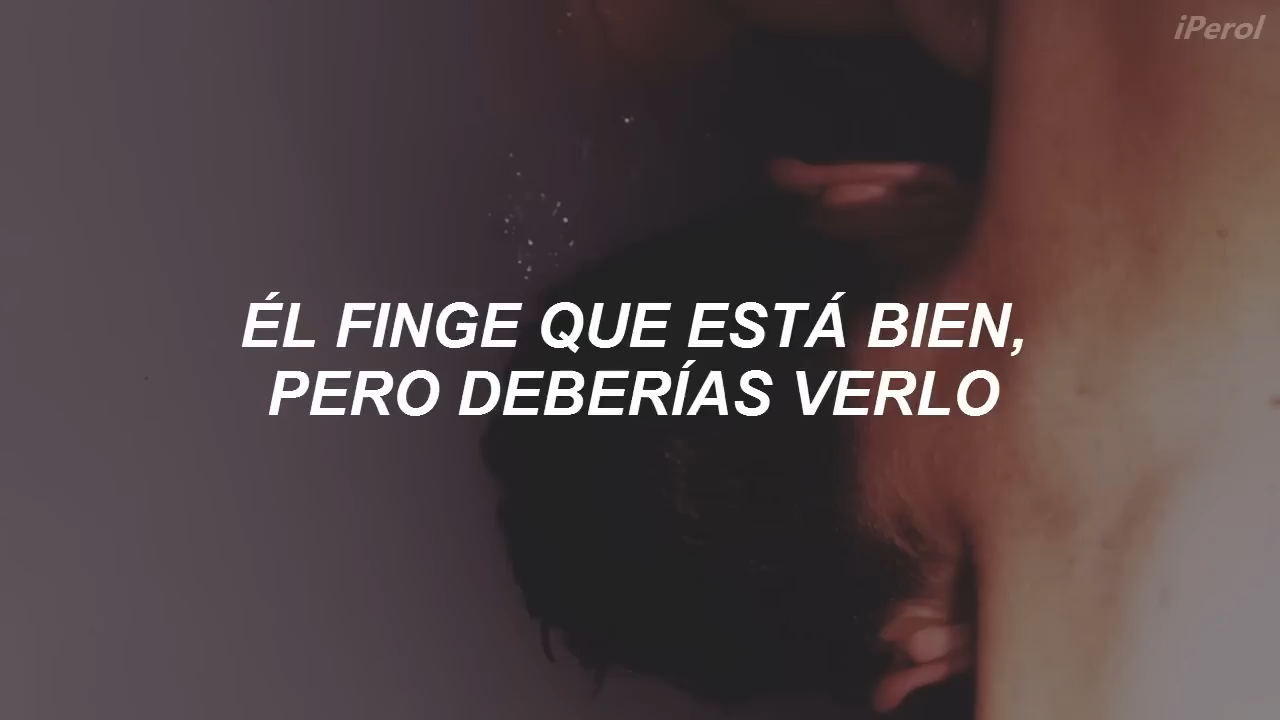 iPerol
ÉL FINGE QUE ESTÁ BIEN,
PERO DEBERÍAS VERLO